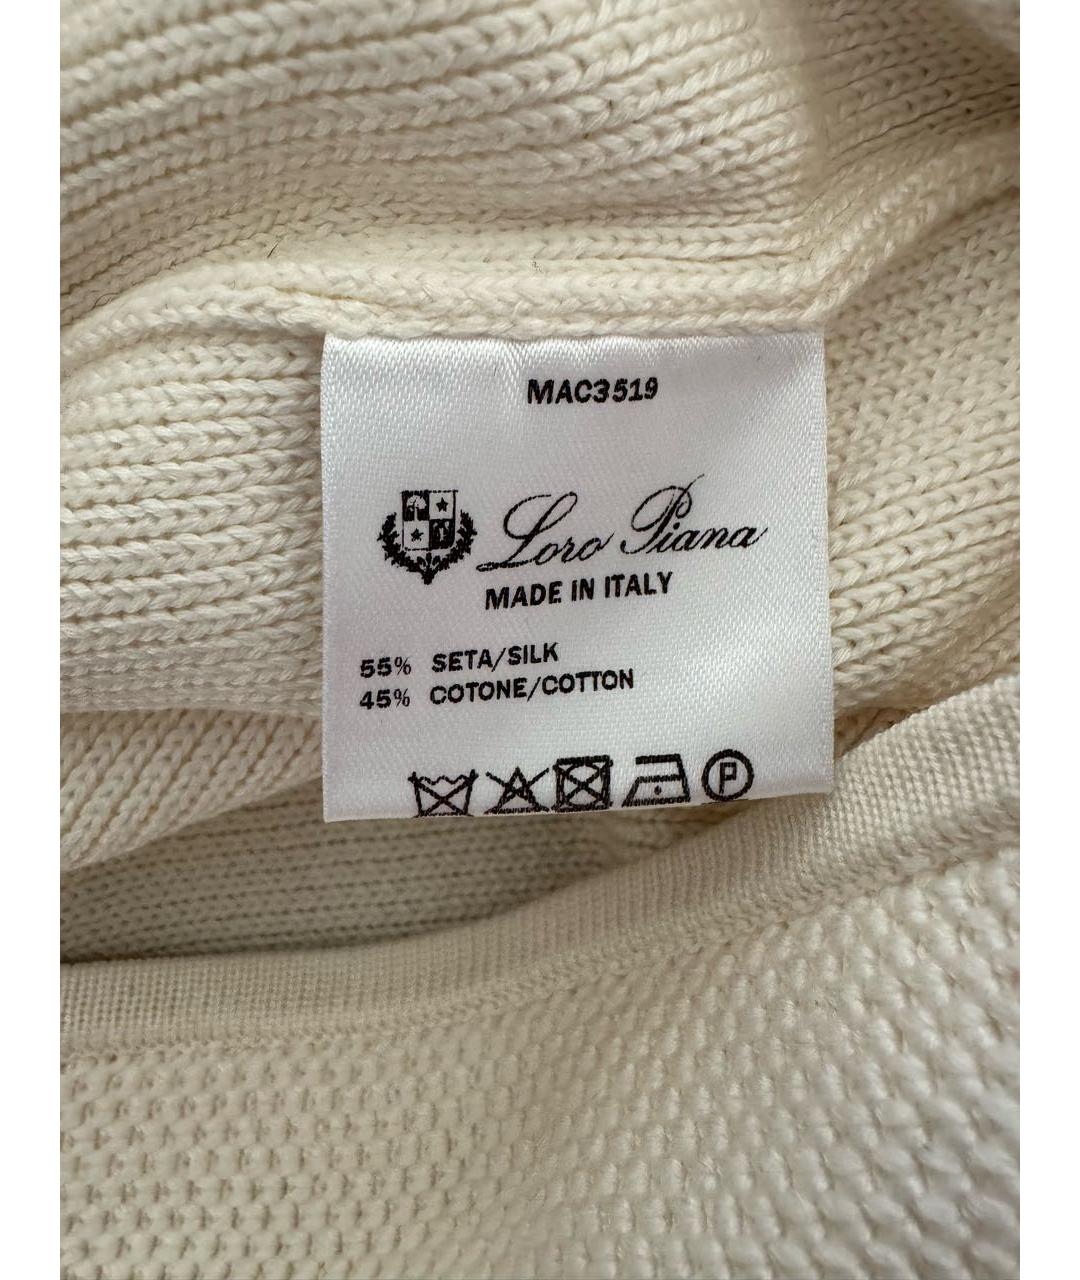 MAC3519
Loro Piana
MADE IN ITALY
55% SETA/SILK
45% COTONE/COTTON
P